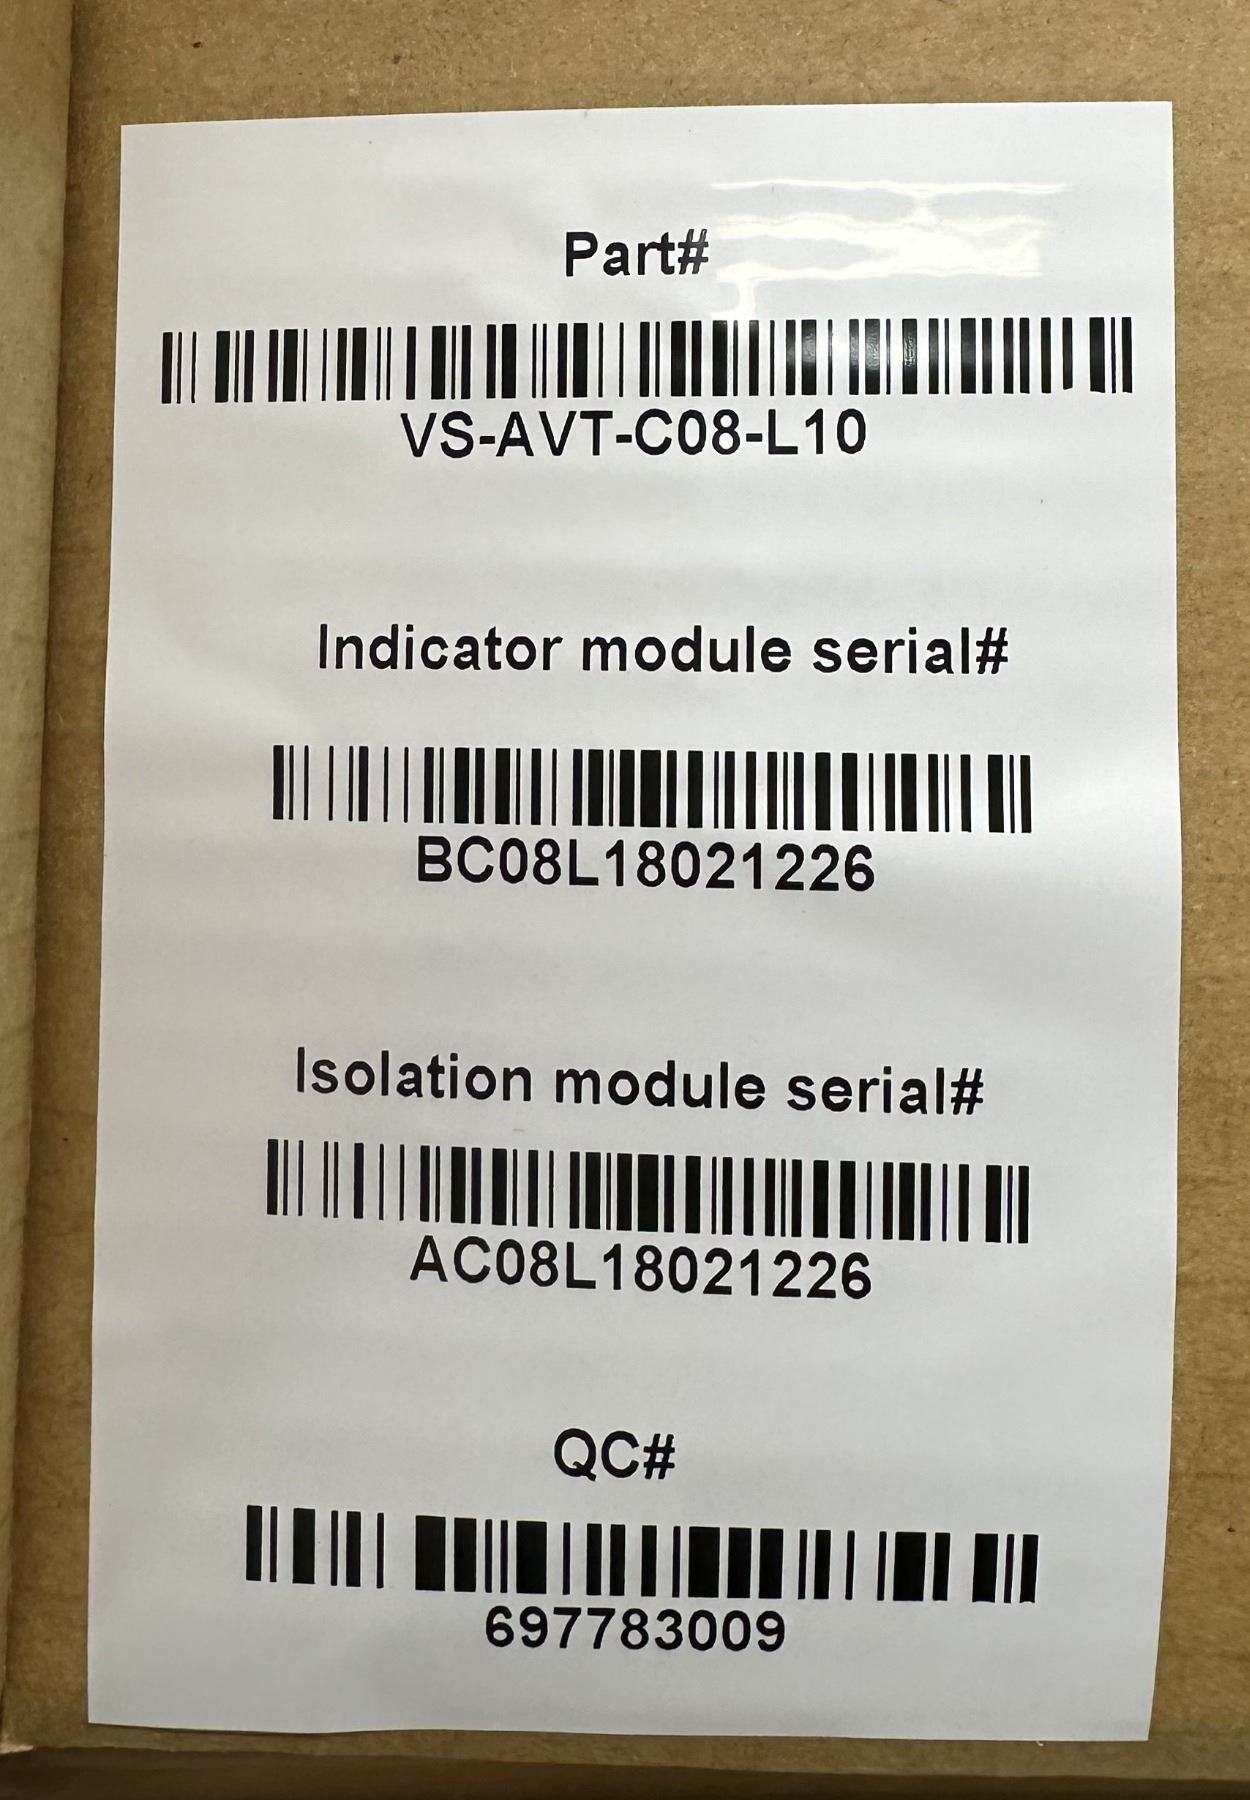 Part#
VS-AVT-C08-L10
Indicator module serial#
BC08L18021226
Isolation module serial#
AC08L18021226
QC#
697783009